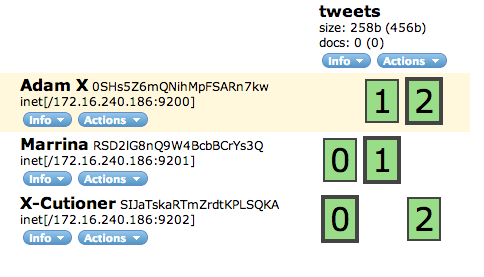 tweets
size: 258b (456b)
docs: 0 (0)
Info Actions
Adam X 0SHs5Z6mQNihMpFSARn7kw
inet[/172.16.240.186:9200]
Info Actions
1 2
Marrina RSD2IG8nQ9W4BcbBCrYs3Q
inet[/172.16.240.186:9201]
Info Actions
0 1
X-Cutioner SIJaTskaRTmZrdtKPLSQKA
inet[/172.16.240.186:9202]
Info Actions
0 2